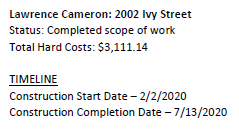 Lawrence Cameron: 2002 Ivy Street
Status: Completed scope of work
Total Hard Costs: $3,111.14
TIMELINE
Construction Start Date – 2/2/2020
Construction Completion Date – 7/13/2020